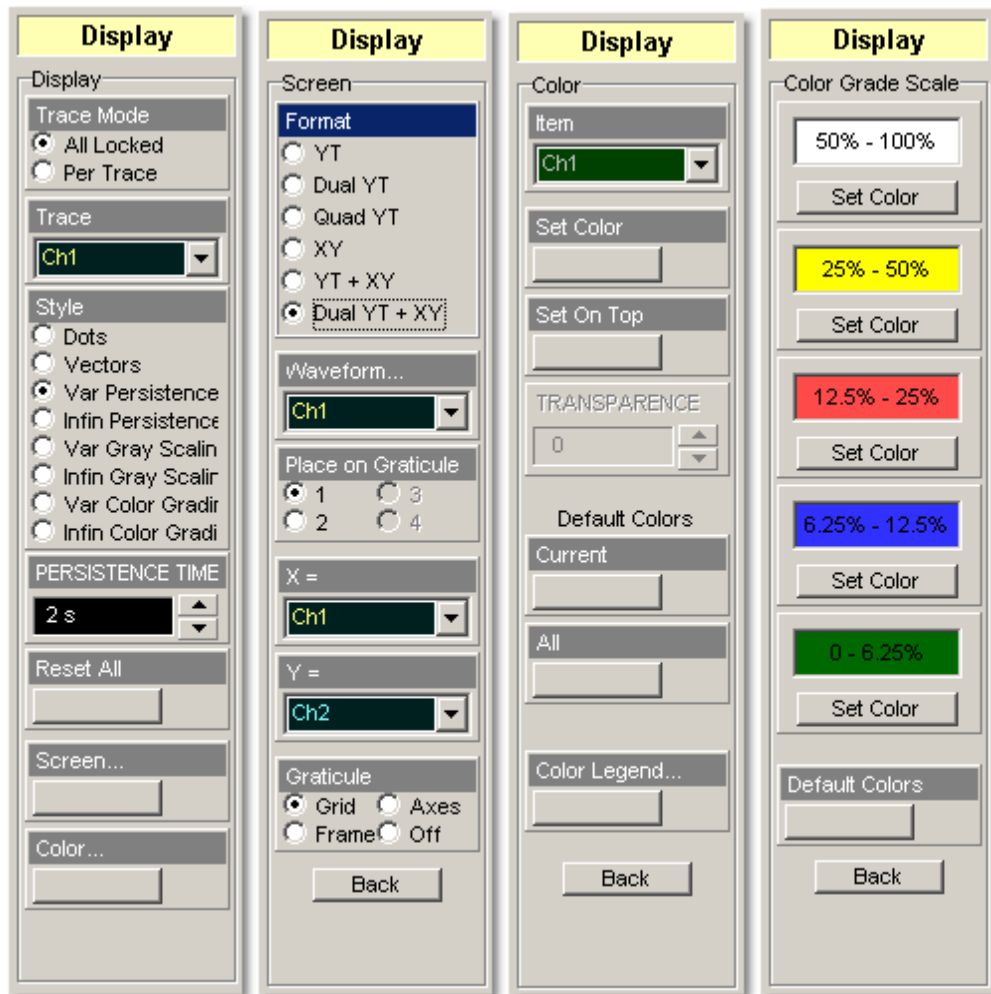 Display
Display
Trace Mode
All Locked
Per Trace
Trace
Ch1
Style
Dots
Vectors
Var Persistence
Infin Persistence
Var Gray Scalin
Infin Gray Scalin
Var Color Gradin
Infin Color Gradi
PERSISTENCE TIME
2 s
Reset All
Screen...
Color...
Display
Screen
Format
YT
Dual YT
Quad YT
XY
YT + XY
Dual YT + XY
Waveform...
Ch1
Place on Graticule
1 3
2 4
X =
Ch1
Y =
Ch2
Graticule
Grid Axes
Frame Off
Back
Display
Color
Item
Ch1
Set Color
Set On Top
TRANSPARENCE
0
Default Colors
Current
All
Color Legend...
Back
Display
Color Grade Scale
50% - 100%
Set Color
25% - 50%
Set Color
12.5% - 25%
Set Color
6.25% - 12.5%
Set Color
0 - 6.25%
Set Color
Default Colors
Back